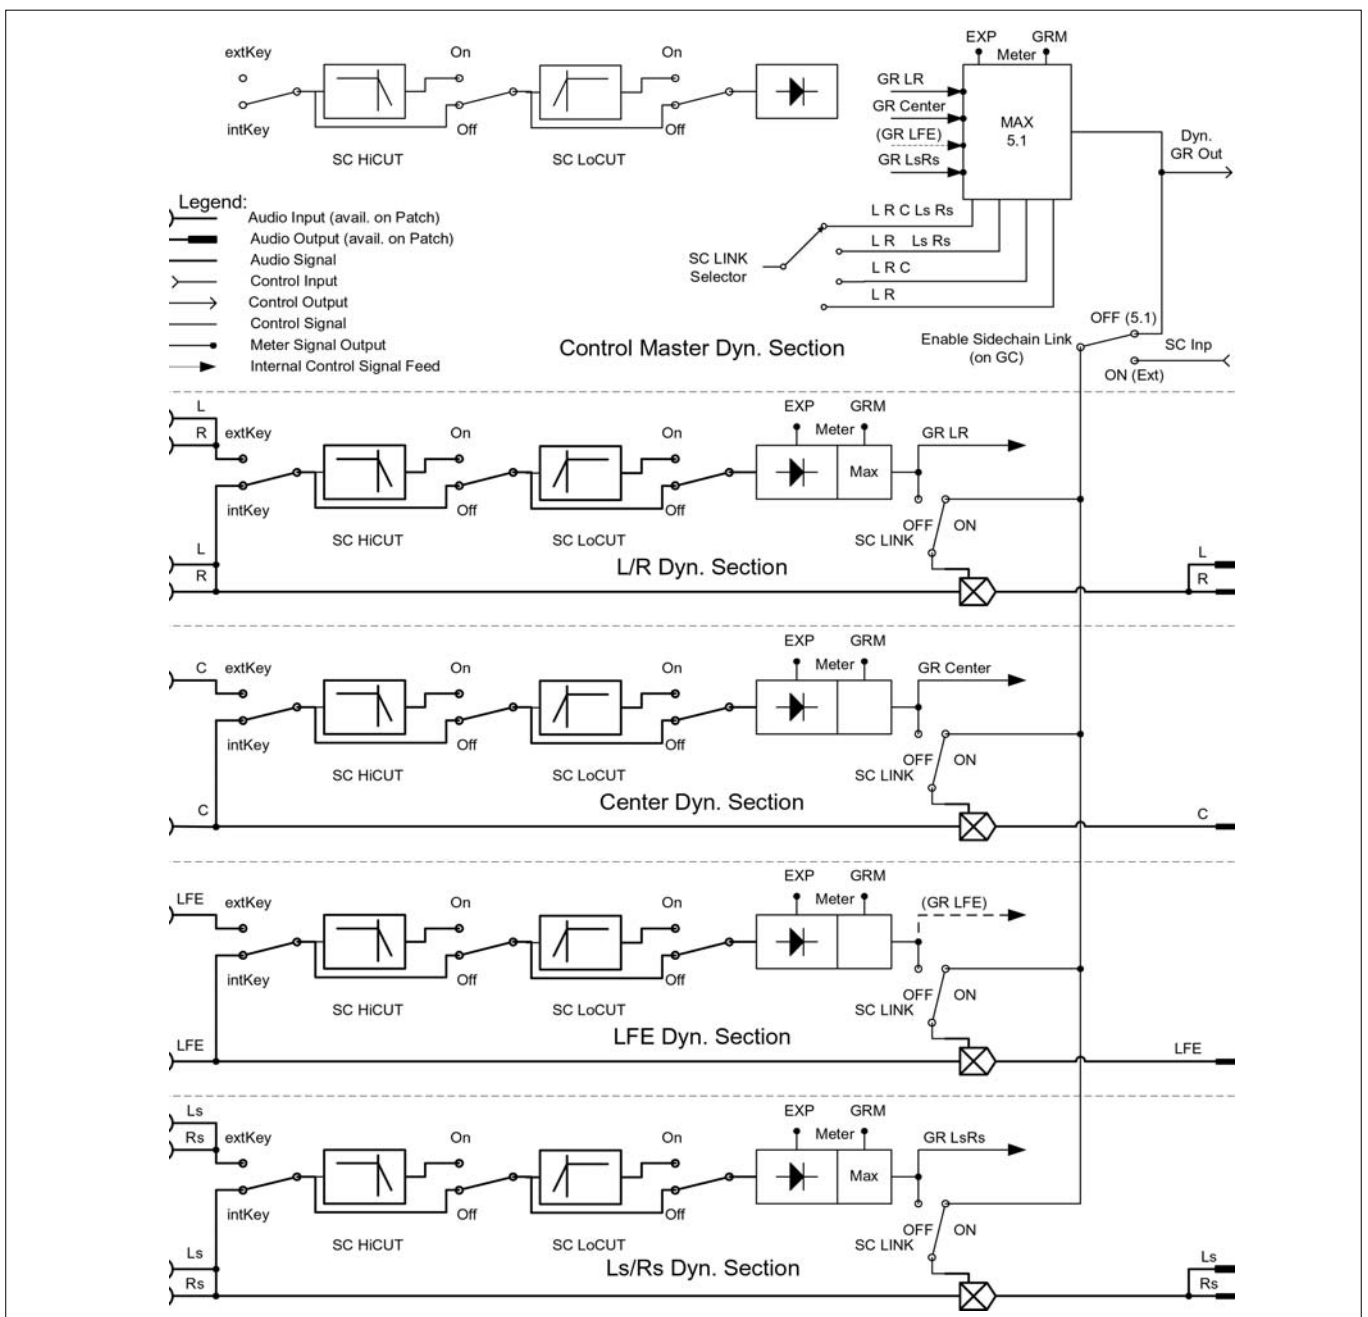 EXP GRM
Meter
extKey On On
GR LR
GR Center
(GR LFE)
GR LsRs
MAX
5.1
Dyn.
GR Out
intKey Off Off
SC HiCUT SC LoCUT
Legend:
Audio Input (avail. on Patch)
Audio Output (avail. on Patch)
Audio Signal
Control Input
Control Output
Control Signal
Meter Signal Output
Internal Control Signal Feed
L R C Ls Rs
L R Ls Rs
L R C
L R
SC LINK
Selector
Control Master Dyn. Section
OFF (5.1)
Enable Sidechain Link
(on GC)
SC Inp
ON (Ext)
L
R extKey On On
EXP GRM
Meter
GR LR
Max
intKey Off Off
OFF ON
SC LINK
SC HiCUT SC LoCUT
L
R
L/R Dyn. Section
L
R
C extKey On On
EXP GRM
Meter
GR Center
intKey Off Off
OFF ON
SC LINK
SC HiCUT SC LoCUT
C
Center Dyn. Section
C
LFE extKey On On
EXP GRM
Meter
(GR LFE)
intKey Off Off
OFF ON
SC LINK
SC HiCUT SC LoCUT
LFE
LFE Dyn. Section
LFE
Ls
Rs extKey On On
EXP GRM
Meter
GR LsRs
Max
intKey Off Off
OFF ON
SC LINK
SC HiCUT SC LoCUT
Ls
Rs
Ls/Rs Dyn. Section
Ls
Rs